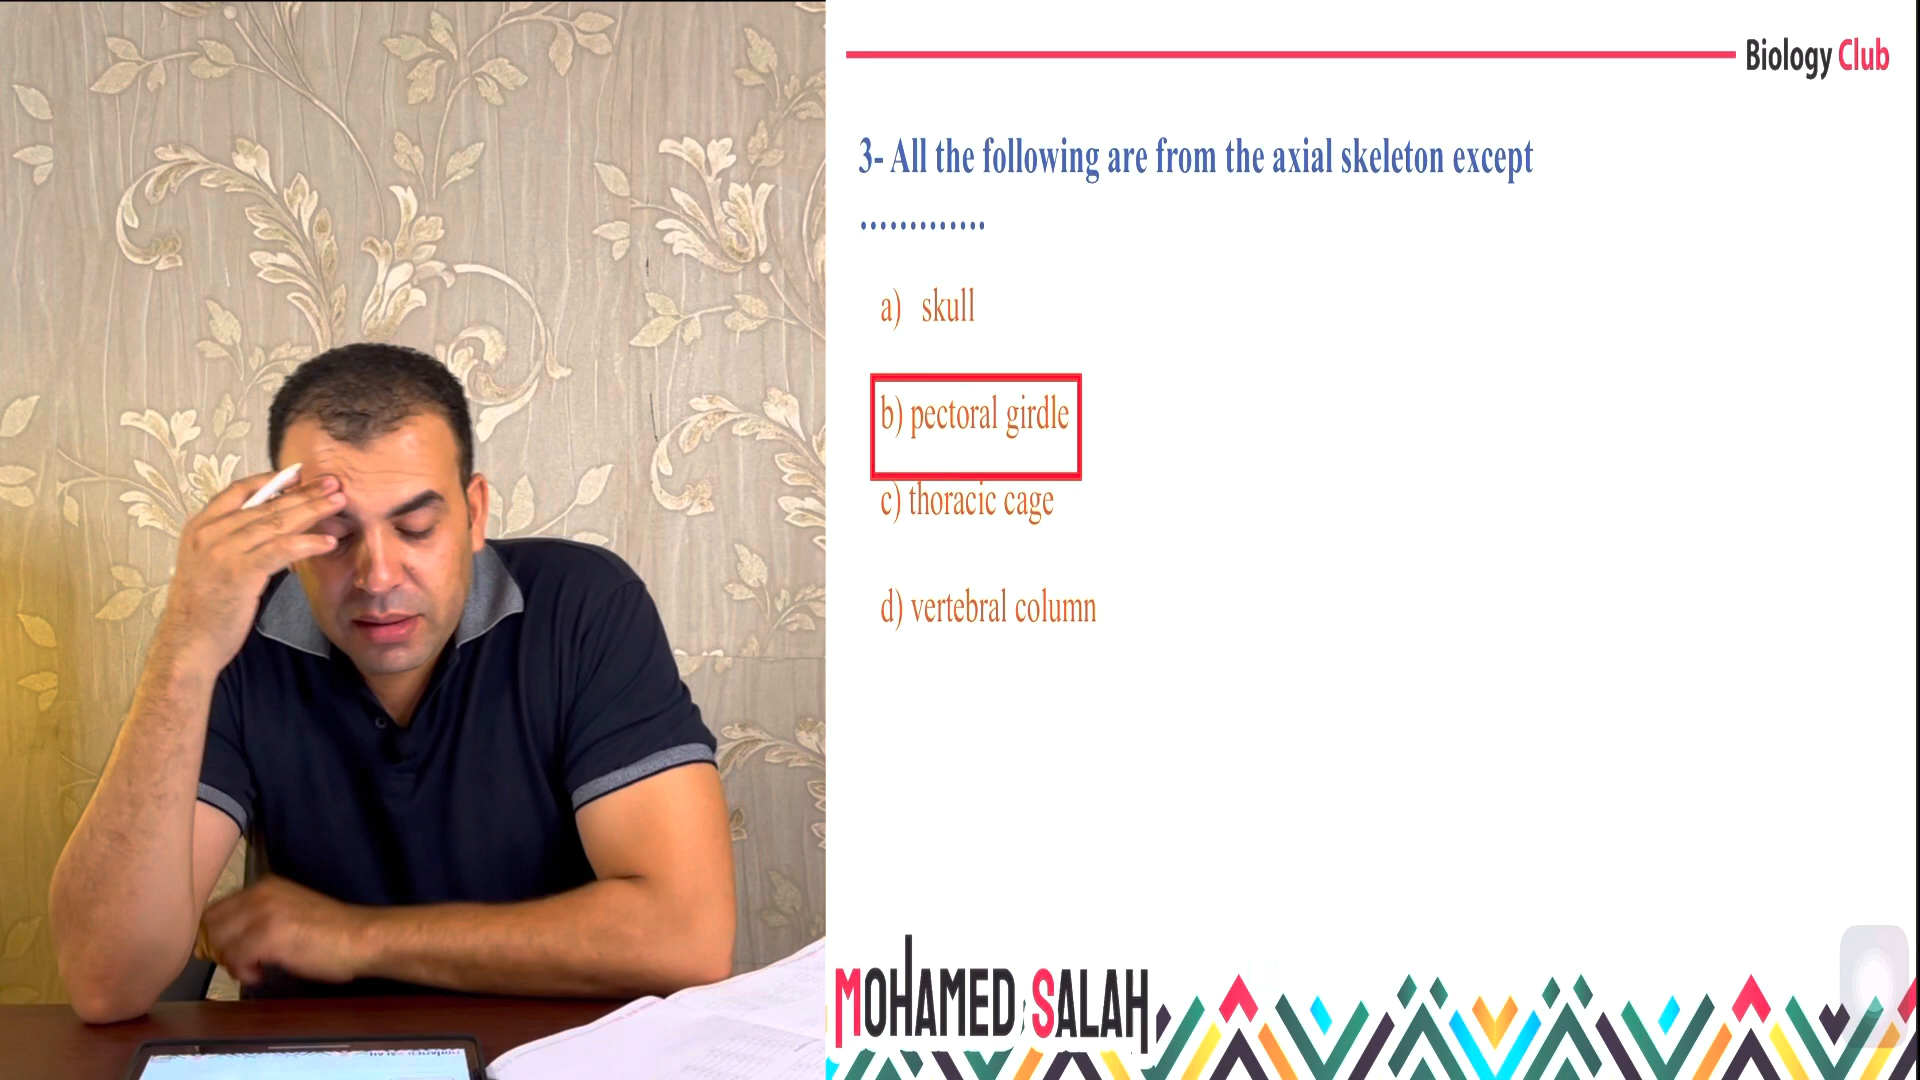 Biology Club
3- All the following are from the axial skeleton except
.............
a) skull
b) pectoral girdle
c) thoracic cage
d) vertebral column
MOHAMED SALAH